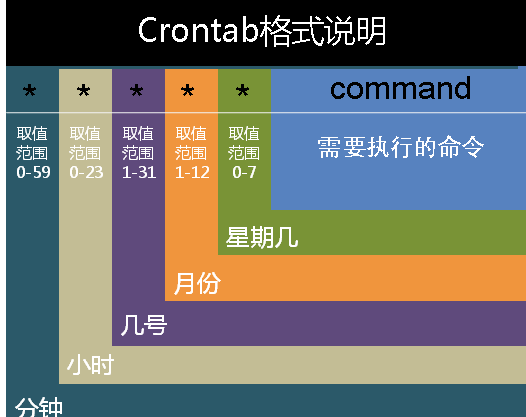 Crontab格式说明
* * * * * command
取值 取值 取值 取值 取值
范围 范围 范围 范围 范围
0-59 0-23 1-31 1-12 0-7
需要执行的命令
星期几
月份
几号
小时
分钟